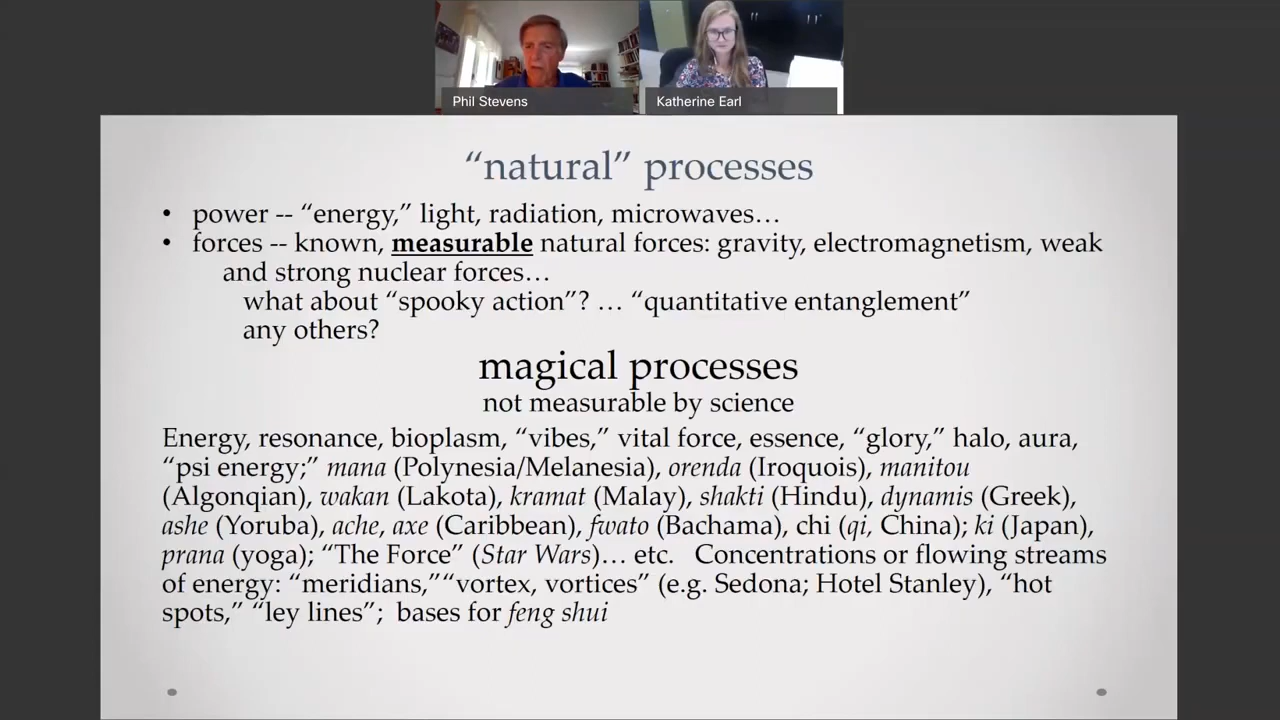 Phil Stevens
Katherine Earl
“natural” processes
• power -- “energy,” light, radiation, microwaves…
• forces -- known, measurable natural forces: gravity, electromagnetism, weak
and strong nuclear forces…
what about “spooky action”? … “quantitative entanglement”
any others?
magical processes
not measurable by science
Energy, resonance, bioplasm, “vibes,” vital force, essence, “glory,” halo, aura,
“psi energy;” mana (Polynesia/Melanesia), orenda (Iroquois), manitou
(Algonqian), wakan (Lakota), kramat (Malay), shakti (Hindu), dynamis (Greek),
ashe (Yoruba), ache, axe (Caribbean), fwato (Bachama), chi (qi, China); ki (Japan),
prana (yoga); “The Force” (Star Wars)… etc. Concentrations or flowing streams
of energy: “meridians,”“vortex, vortices” (e.g. Sedona; Hotel Stanley), “hot
spots,” “ley lines”; bases for feng shui